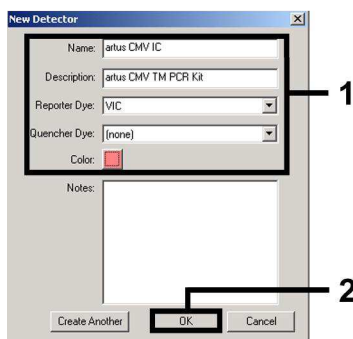 New Detector
Name: artus CMV IC
Description: artus CMV TM PCR Kit
Reporter Dye: VIC
Quencher Dye: (none)
Color:
1
Notes:
2
Create Another OK Cancel